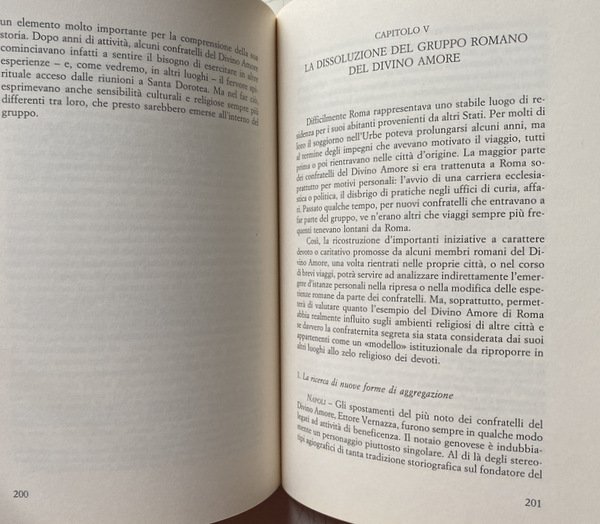 un elemento molto importante per la comprensione della sua
storia. Dopo anni di attività, alcuni confratelli del Divino Amore
cominciavano infatti a sentire il bisogno di esercitare in altre
esperienze – e, come vedremo, in altri luoghi – il fervore spi-
rituale acceso dalle riunioni a Santa Dorotea. Ma nel far ciò,
esprimevano anche sensibilità culturali e religiose sempre più
differenti tra loro, che presto sarebbero emerse all'interno del
gruppo.
200
CAPITOLO V
LA DISSOLUZIONE DEL GRUPPO ROMANO
DEL DIVINO AMORE
Difficilmente Roma rappresentava uno stabile luogo di re-
sidenza per i suoi abitanti provenienti da altri Stati. Per molti di
loro il soggiorno nell'Urbe poteva prolungarsi alcuni anni, ma
al termine degli impegni che avevano motivato il viaggio, tutti
prima o poi rientravano nelle città d'origine. La maggior parte
dei confratelli del Divino Amore si era trattenuta a Roma so-
prattutto per motivi personali: l'avvio di una carriera ecclesia-
stica o politica, il disbrigo di pratiche negli uffici di curia, affa-
ri. Passato qualche tempo, per nuovi confratelli che entravano a
far parte del gruppo, ve n'erano altri che viaggi sempre più fre-
quenti tenevano lontani da Roma.
Così, la ricostruzione d'importanti iniziative a carattere
devoto o caritativo promosse da alcuni membri romani del Di-
vino Amore, una volta rientrati nelle proprie città, o nel corso
di brevi viaggi, potrà servire ad analizzare indirettamente l'emer-
gere d'istanze personali nella ripresa o nella modifica delle espe-
rienze romane da parte dei confratelli. Ma, soprattutto, permet-
terà di valutare quanto l'esempio del Divino Amore di Roma
abbia realmente influito sugli ambienti religiosi di altre città e
se davvero la confraternita segreta sia stata considerata dai suoi
appartenenti come un «modello» istituzionale da riproporre in
altri luoghi allo zelo religioso dei devoti.
1. La ricerca di nuove forme di aggregazione
NAPOLI – Gli spostamenti del più noto dei confratelli del
Divino Amore, Ettore Vernazza, furono sempre in qualche modo
legati ad attività di beneficenza. Il notaio genovese è indubbia-
mente un personaggio piuttosto singolare. Al di là degli stereo-
tipi agiografici di tanta tradizione storiografica sul fondatore del
201